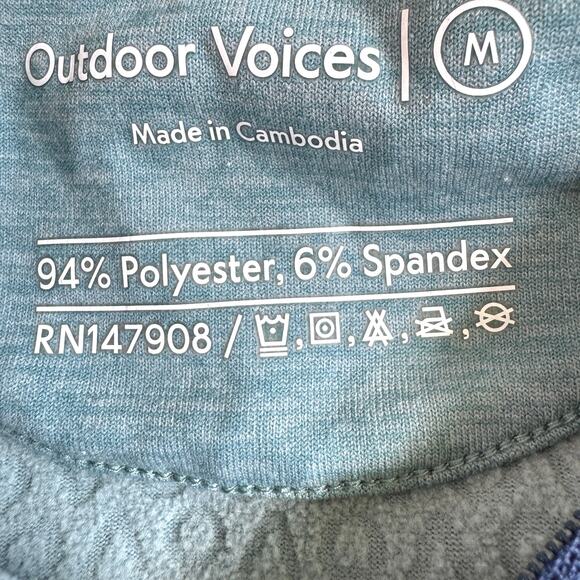 Outdoor Voices | M
Made in Cambodia
94% Polyester, 6% Spandex
RN147908 /